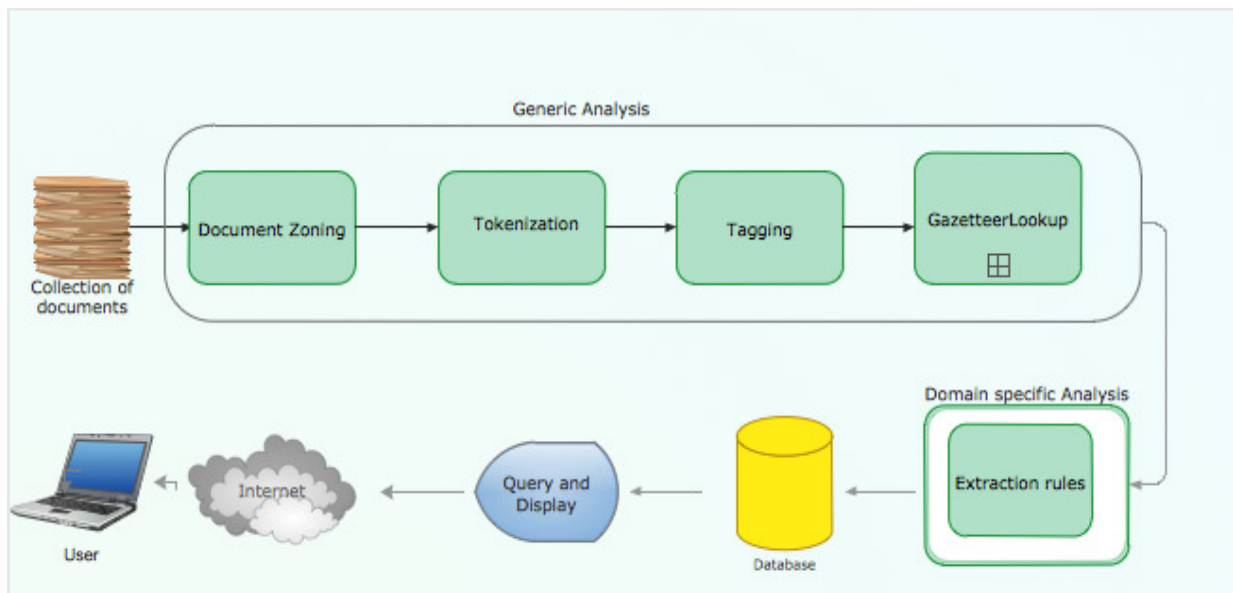 Generic Analysis
Document Zoning
Tokenization
Tagging
GazetteerLookup
Collection of
documents
Domain specific Analysis
Extraction rules
Database
Query and
Display
Internet
User